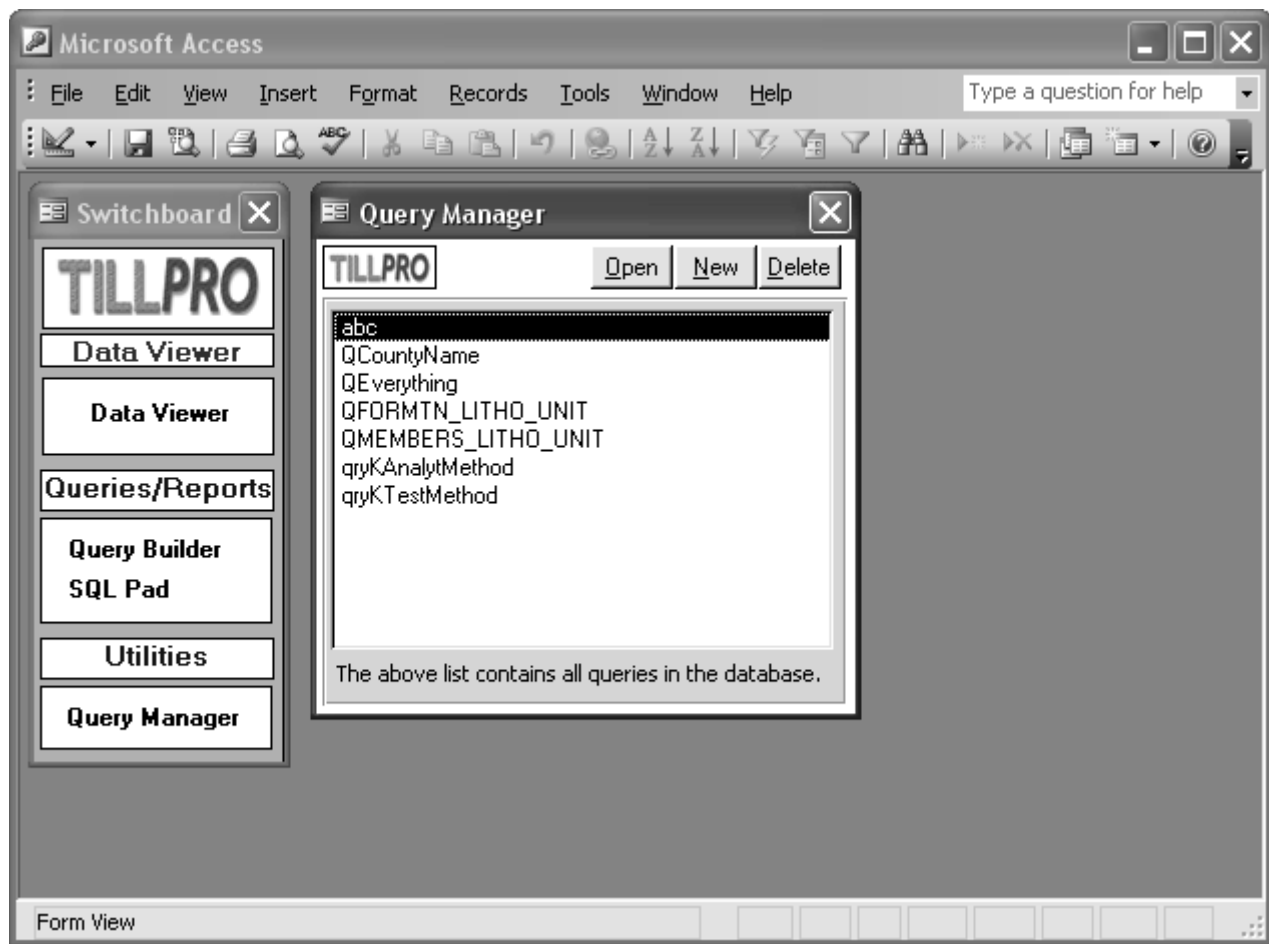 Microsoft Access
File Edit View Insert Format Records Tools Window Help Type a question for help
ABC A Z Z A
Switchboard
TILLPRO
Data Viewer
Data Viewer
Queries/Reports
Query Builder
SQL Pad
Utilities
Query Manager
Query Manager
TILLPRO Open New Delete
abc
QCountyName
QEverything
QFORMTN_LITHO_UNIT
QMEMBERS_LITHO_UNIT
qryKAnalytMethod
qryKTestMethod
The above list contains all queries in the database.
Form View